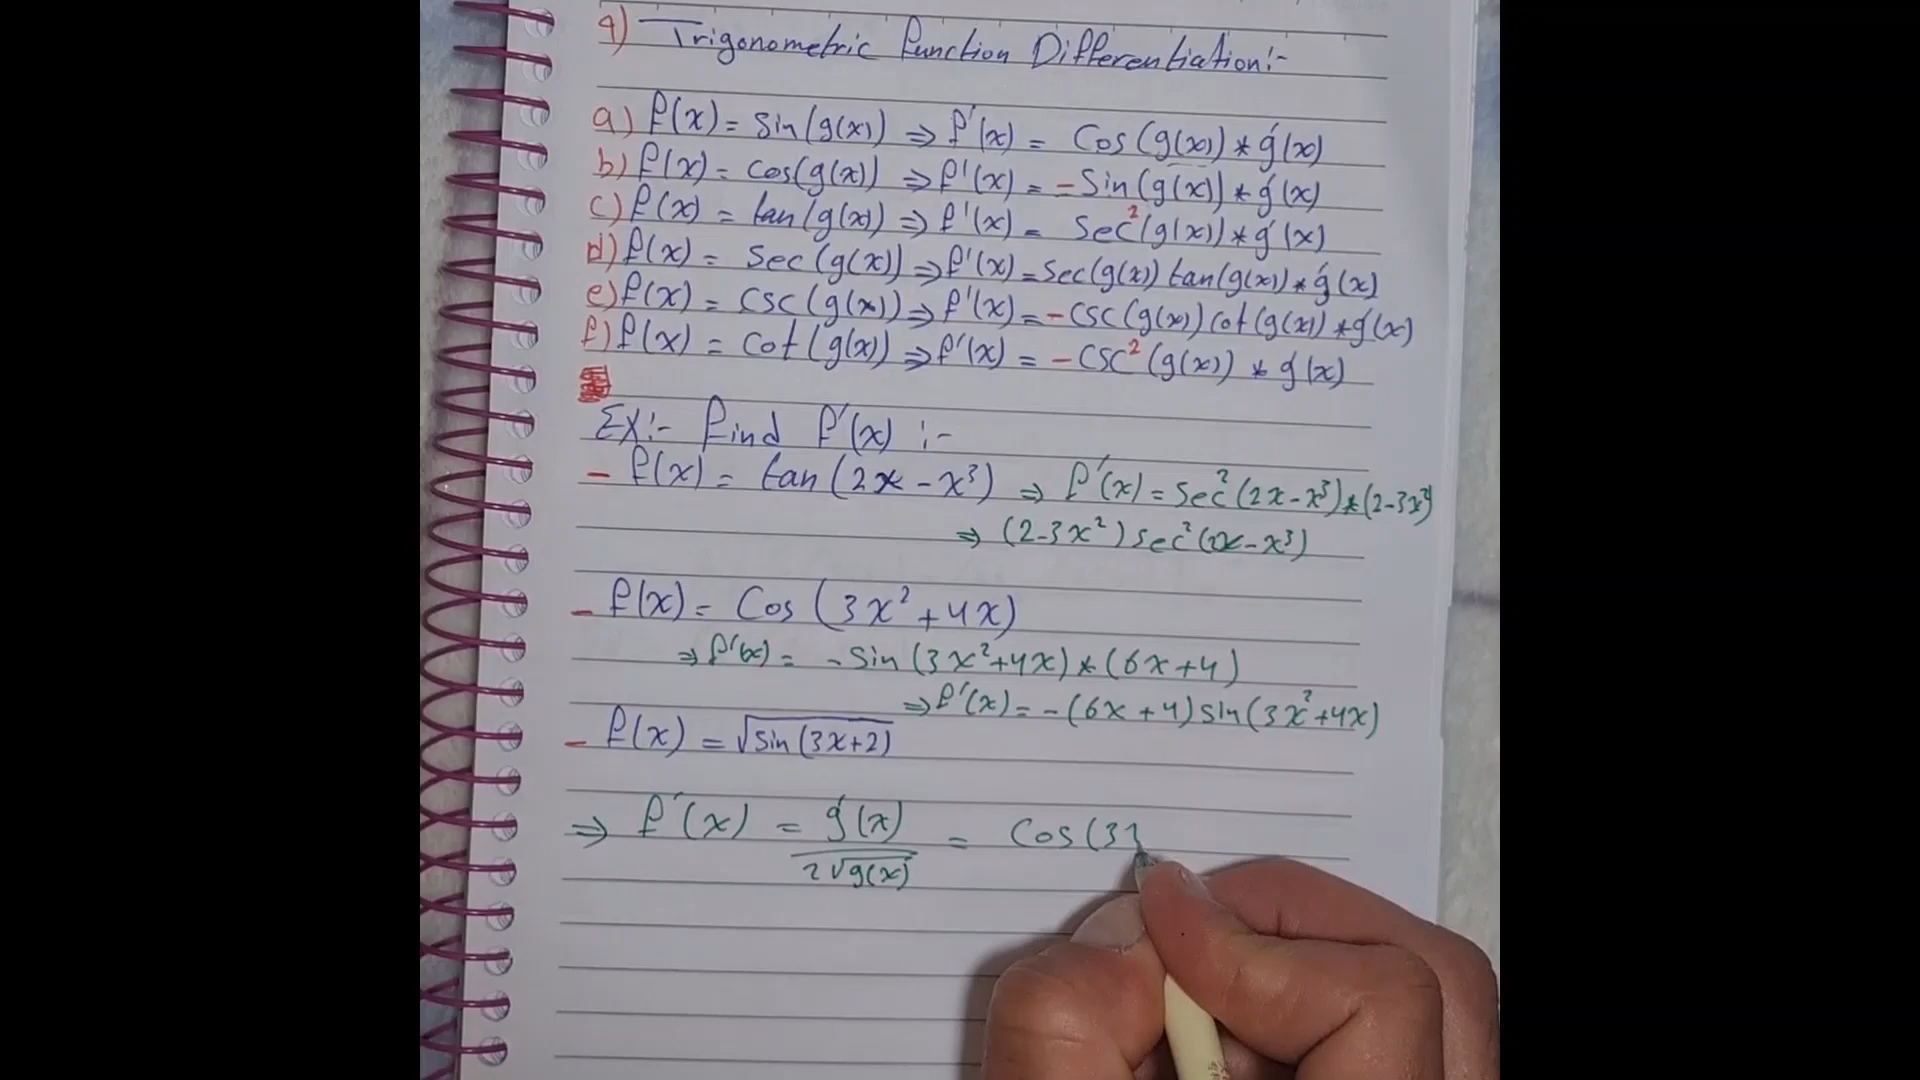 9) Trigonometric Function Differentiation:-
a) f(x) = sin(g(x)) ⇒ f'(x) = cos(g(x)) * g'(x)
b) f(x) = cos(g(x)) ⇒ f'(x) = -sin(g(x)) * g'(x)
c) f(x) = tan(g(x)) ⇒ f'(x) = sec²(g(x)) * g'(x)
d) f(x) = sec(g(x)) ⇒ f'(x) = sec(g(x)) tan(g(x)) * g'(x)
e) f(x) = csc(g(x)) ⇒ f'(x) = -csc(g(x)) cot(g(x)) * g'(x)
f) f(x) = cot(g(x)) ⇒ f'(x) = -csc²(g(x)) * g'(x)
EX:- Find f'(x) :-
- f(x) = tan(2x - x³) ⇒ f'(x) = sec²(2x-x³) * (2-3x²)
⇒ (2-3x²) sec²(2x-x³)
- f(x) = cos(3x² + 4x)
⇒ f'(x) = -sin(3x²+4x) * (6x+4)
⇒ f'(x) = -(6x+4) sin(3x²+4x)
- f(x) = √sin(3x+2)
⇒ f'(x) = g'(x) / 2√g(x) = cos(3